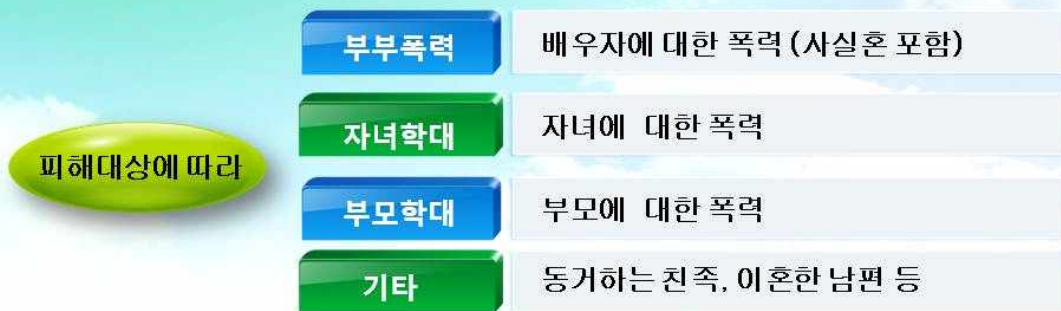 부부폭력 배우자에 대한 폭력 (사실혼 포함)
자녀학대 자녀에 대한 폭력
피해대상에 따라
부모학대 부모에 대한 폭력
기타 동거하는 친족, 이혼한 남편 등